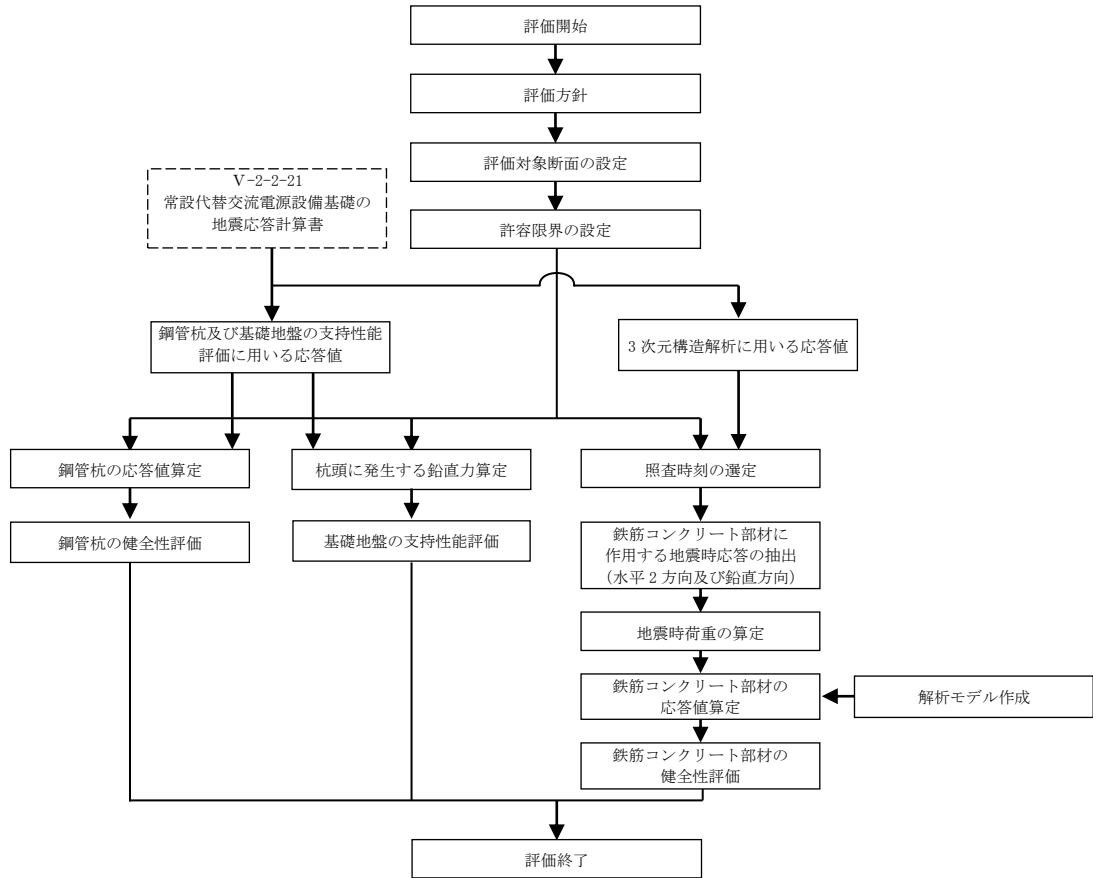 評価開始
評価方針
評価対象断面の設定
Ⅴ-2-2-21
常設代替交流電源設備基礎の
地震応答計算書
許容限界の設定
鋼管杭及び基礎地盤の支持性能
評価に用いる応答値
3 次元構造解析に用いる応答値
鋼管杭の応答値算定
杭頭に発生する鉛直力算定
照査時刻の選定
鋼管杭の健全性評価
基礎地盤の支持性能評価
鉄筋コンクリート部材に
作用する地震時応答の抽出
(水平 2 方向及び鉛直方向)
地震時荷重の算定
鉄筋コンクリート部材の
応答値算定
解析モデル作成
鉄筋コンクリート部材の
健全性評価
評価終了